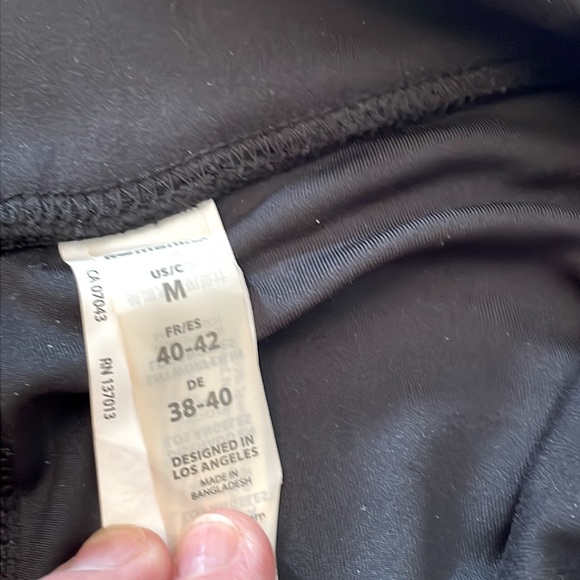 US/C
M
FR/ES
40-42
DE
38-40
DESIGNED IN
LOS ANGELES
MADE IN
BANGLADESH
CA 07043
RN 137013